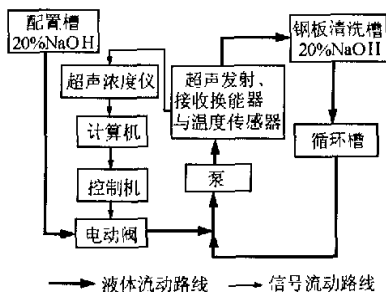 配置槽
20%NaOH
钢板清洗槽
20%NaOH
超声浓度仪
超声发射、
接收换能器
与温度传感器
计算机
循环槽
控制机
泵
电动阀
液体流动路线
信号流动路线